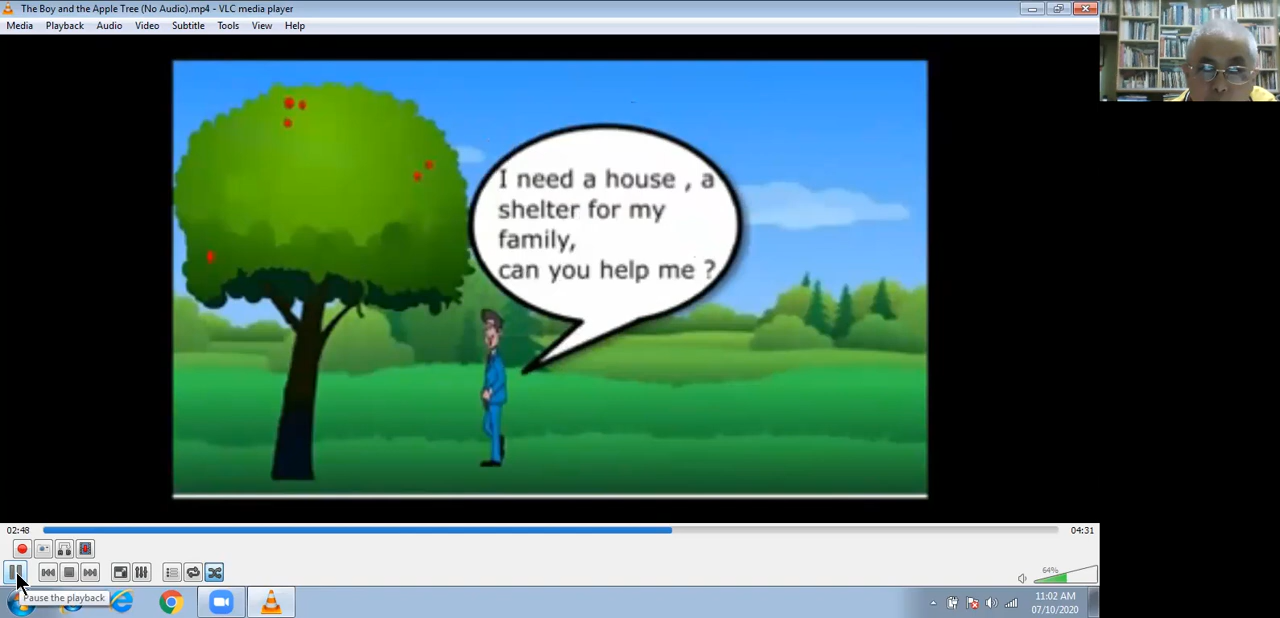 The Boy and the Apple Tree (No Audio).mp4 - VLC media player
Media Playback Audio Video Subtitle Tools View Help
I need a house , a
shelter for my
family,
can you help me ?
02:48
04:31
64%
Pause the playback
11:02 AM
07/10/2020